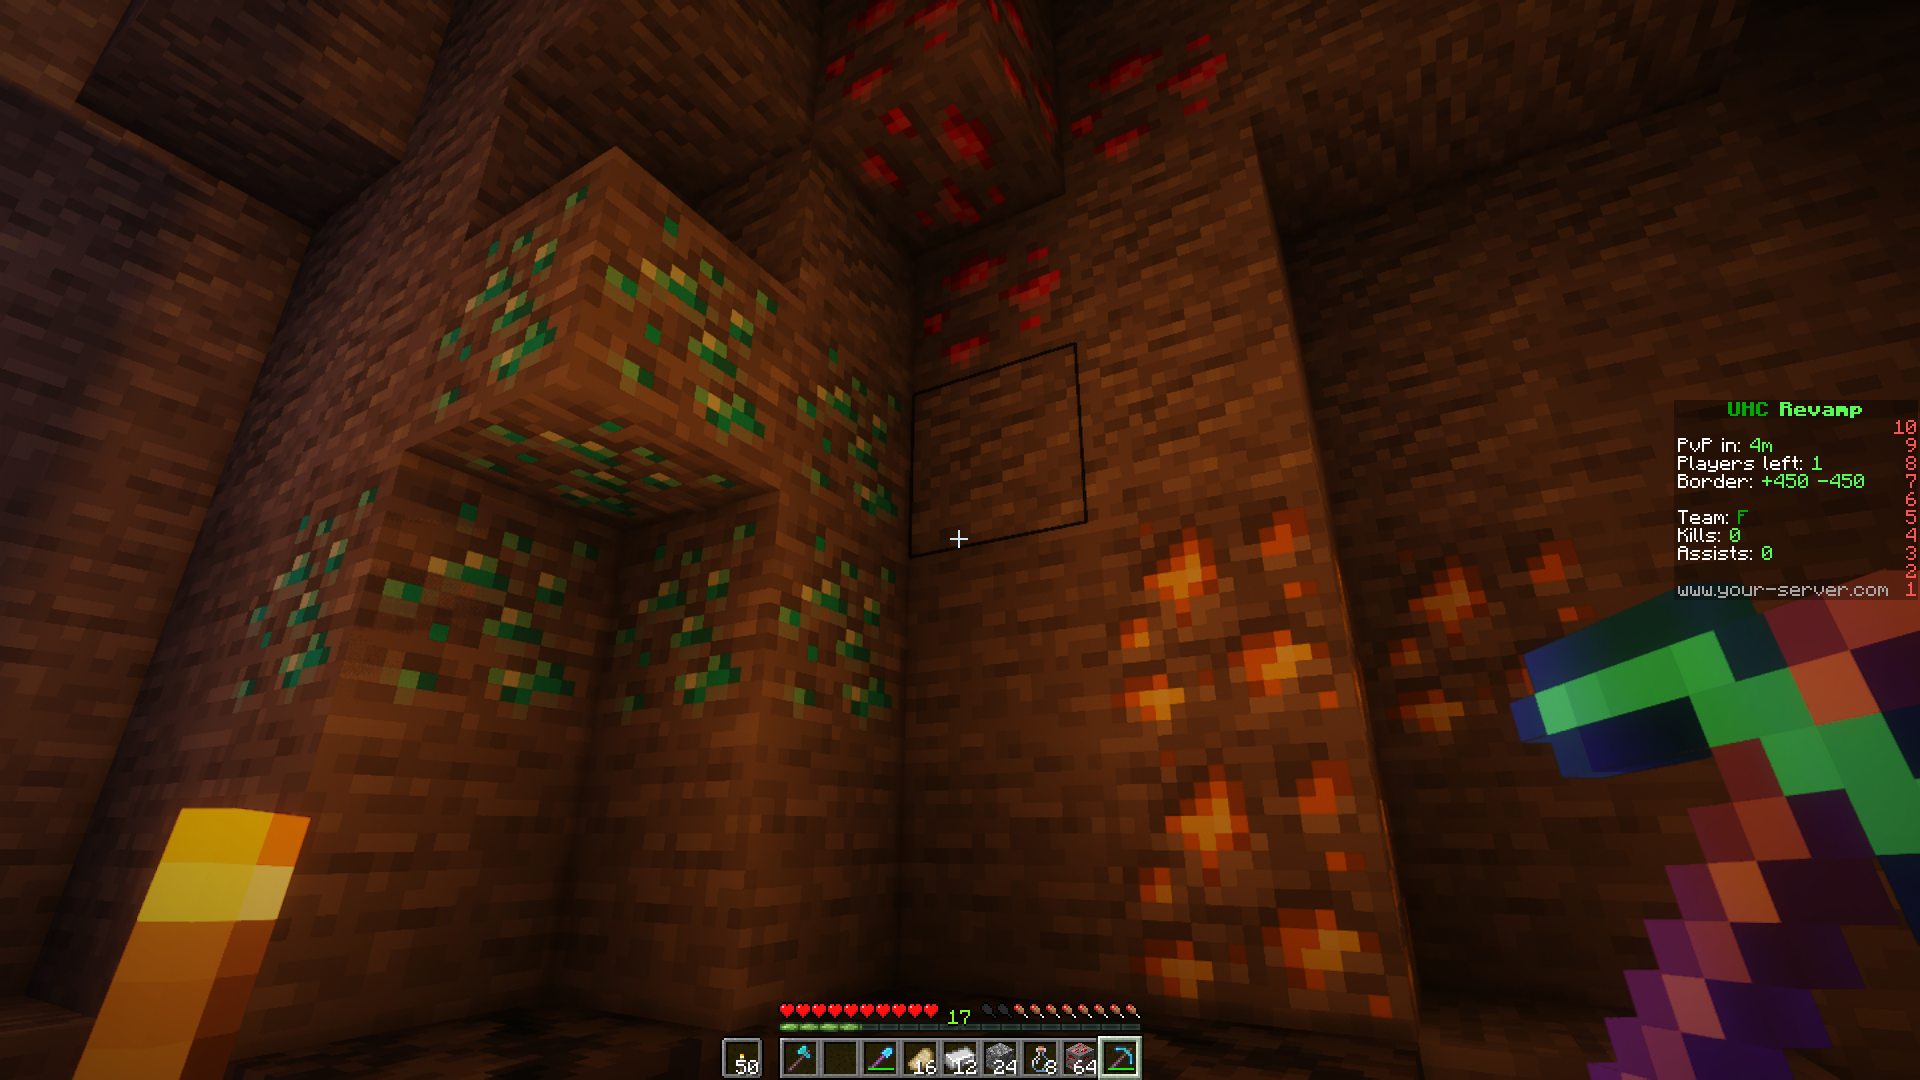 UHC Revamp
10
PvP in: 4m 9
Players left: 1 8
Border: +450 -450 7
6
Team: F 5
Kills: 0 4
Assists: 0 3
2
www.your-server.com 1
17
50 16 12 24 8 64